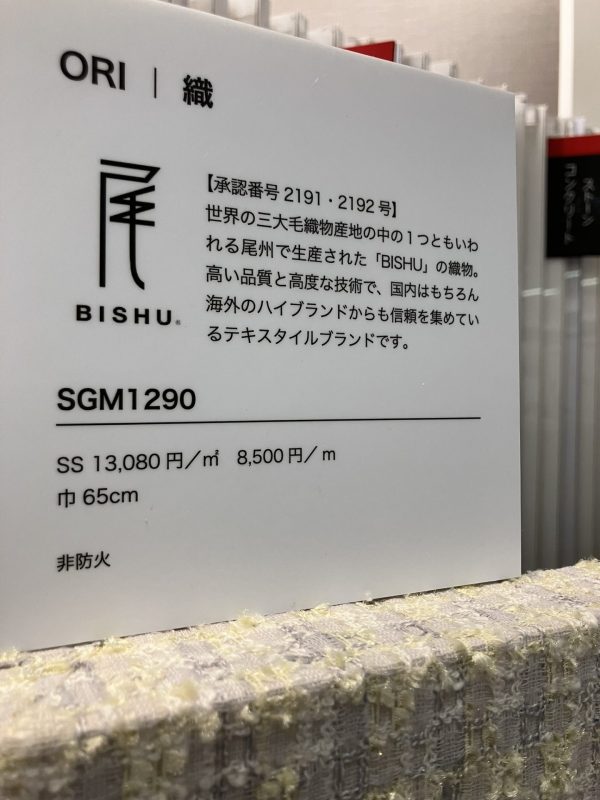 ORI | 織
尾
BISHU®
【承認番号 2191・2192 号】
世界の三大毛織物産地の中の1つともいわ
れる尾州で生産された「BISHU」の織物。
高い品質と高度な技術で、国内はもちろん
海外のハイブランドからも信頼を集めてい
るテキスタイルブランドです。
SGM1290
SS 13,080 円／㎡ 8,500 円／ m
巾 65cm
非防火